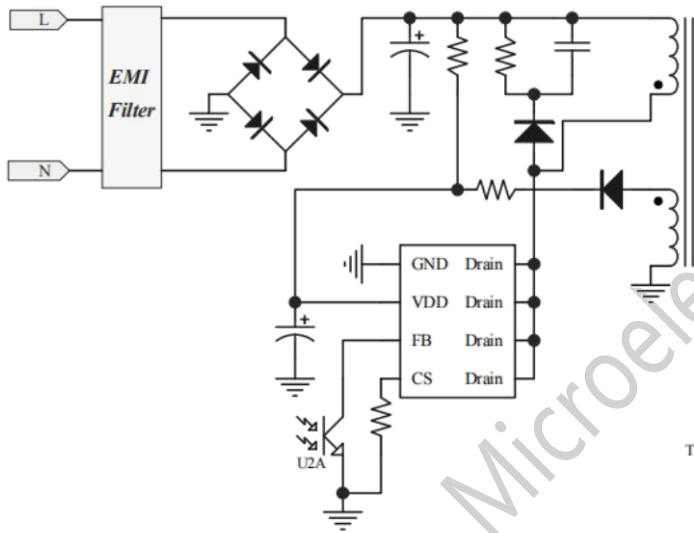 L
EMI
Filter
N
GND Drain
VDD Drain
FB Drain
CS Drain
U2A
T
+
+
Microele